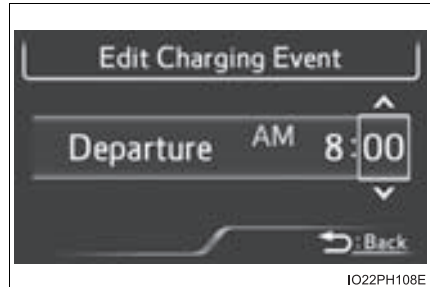 Edit Charging Event
Departure AM 8:00
:Back
IO22PH108E